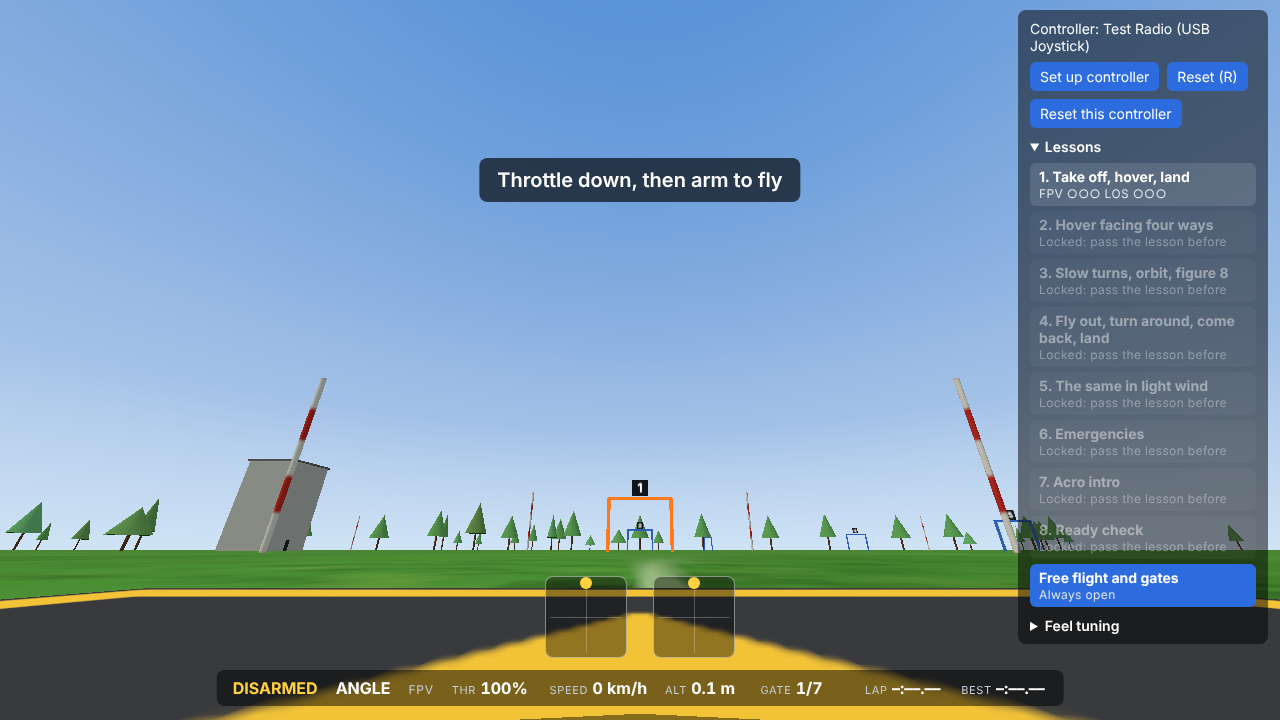 Controller: Test Radio (USB
Joystick)
Set up controller
Reset (R)
Reset this controller
Throttle down, then arm to fly
▼ Lessons
1. Take off, hover, land
FPV ○○○ LOS ○○○
2. Hover facing four ways
Locked: pass the lesson before
3. Slow turns, orbit, figure 8
Locked: pass the lesson before
4. Fly out, turn around, come
back, land
Locked: pass the lesson before
5. The same in light wind
Locked: pass the lesson before
6. Emergencies
Locked: pass the lesson before
7. Acro intro
Locked: pass the lesson before
8. Ready check
Locked: pass the lesson before
Free flight and gates
Always open
▶ Feel tuning
1
DISARMED ANGLE FPV THR 100% SPEED 0 km/h ALT 0.1 m GATE 1/7 LAP –:––.–– BEST –:––.––